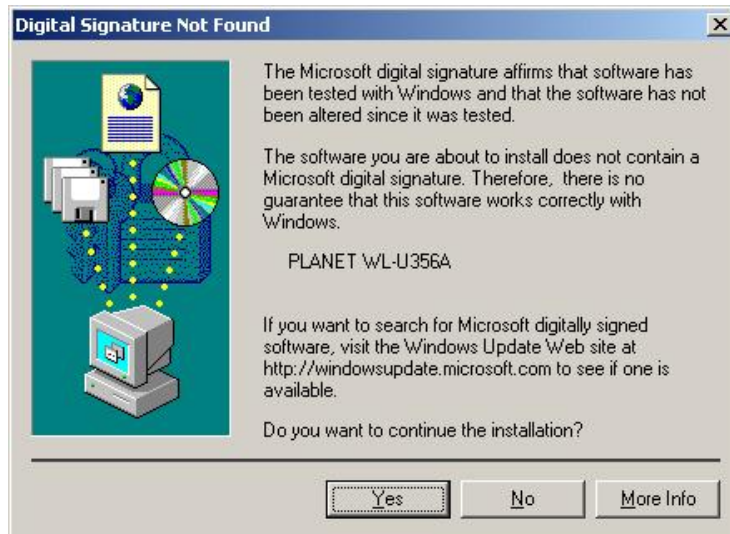 Digital Signature Not Found
The Microsoft digital signature affirms that software has
been tested with Windows and that the software has not
been altered since it was tested.
The software you are about to install does not contain a
Microsoft digital signature. Therefore, there is no
guarantee that this software works correctly with
Windows.
PLANET WL-U356A
If you want to search for Microsoft digitally signed
software, visit the Windows Update Web site at
http://windowsupdate.microsoft.com to see if one is
available.
Do you want to continue the installation?
Yes No More Info